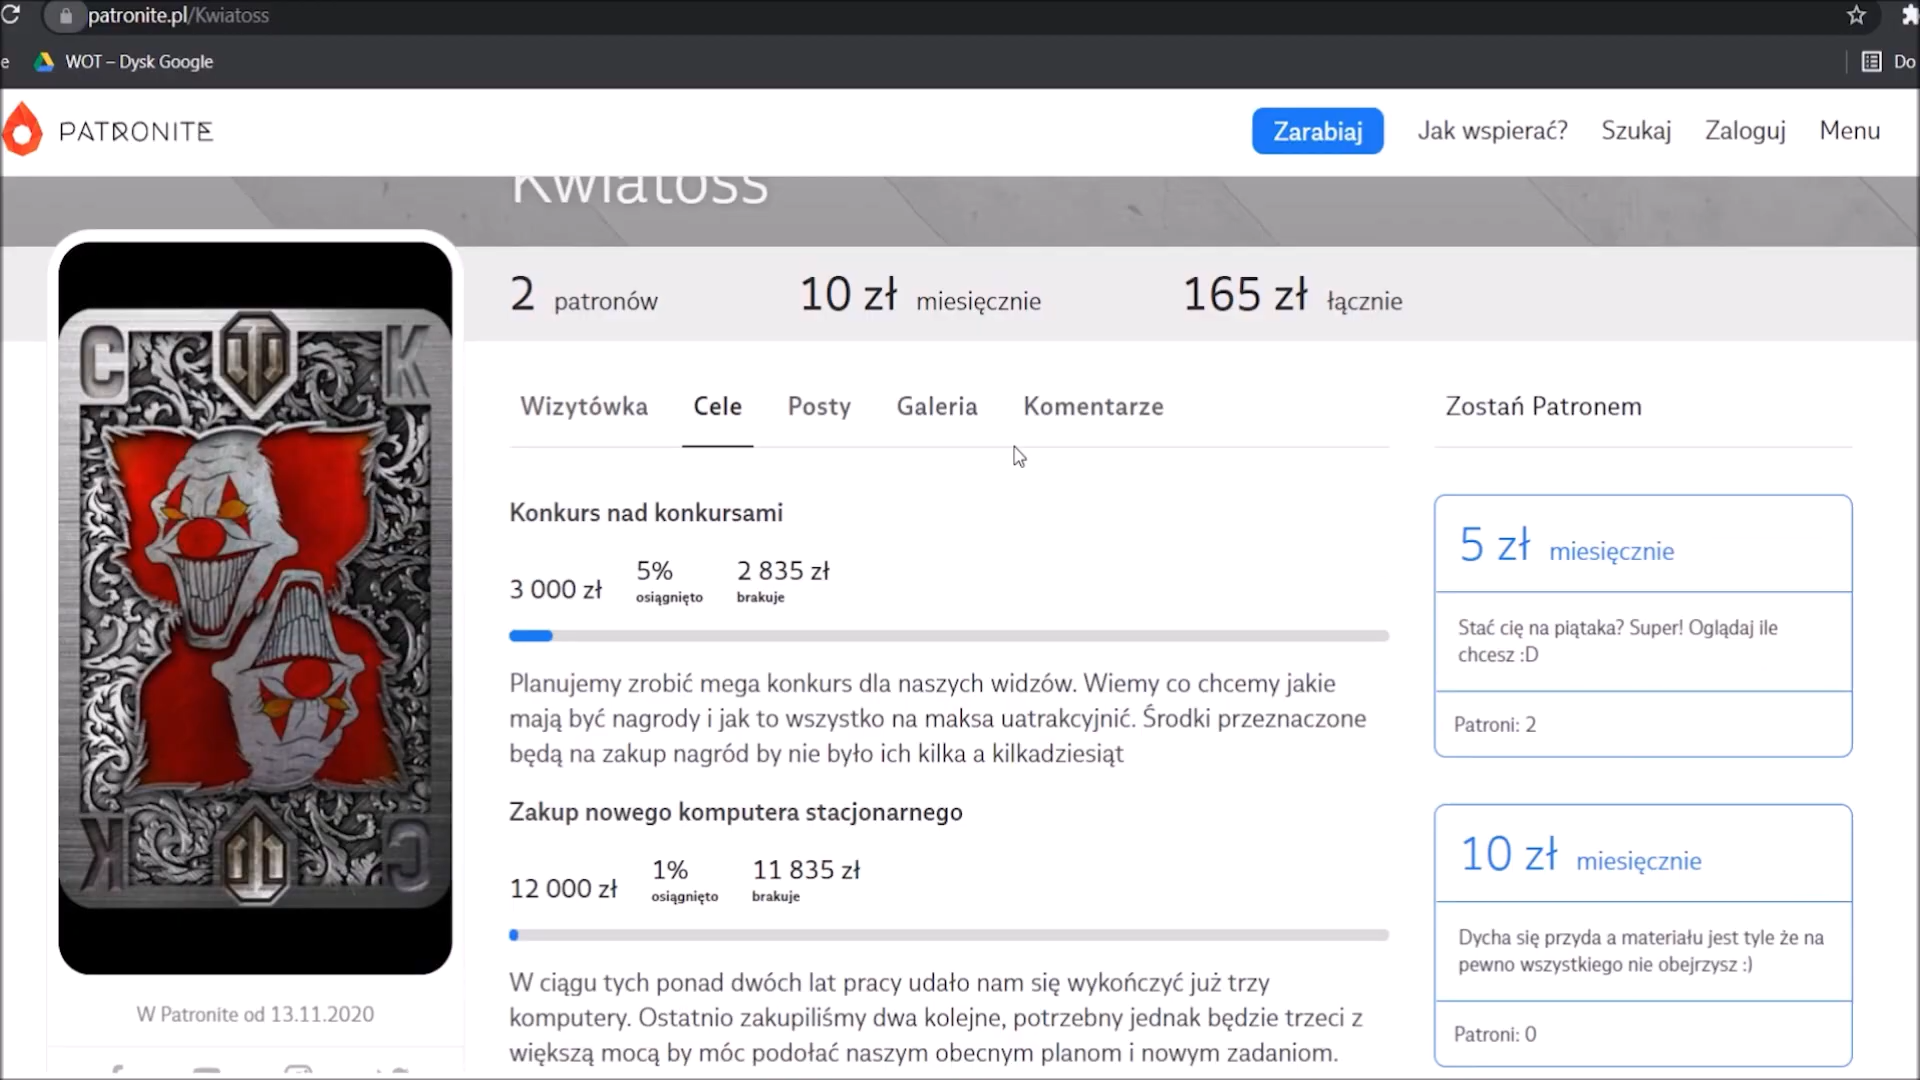 patronite.pl/Kwiatoss
e WOT – Dysk Google Do
PATRONITE
Zarabiaj Jak wspierać? Szukaj Zaloguj Menu
Kwiatoss
2 patronów 10 zł miesięcznie 165 zł łącznie
C K
Wizytówka Cele Posty Galeria Komentarze
Zostań Patronem
Konkurs nad konkursami
3 000 zł 5% osiągnięto 2 835 zł brakuje
Planujemy zrobić mega konkurs dla naszych widzów. Wiemy co chcemy jakie
mają być nagrody i jak to wszystko na maksa uatrakcyjnić. Środki przeznaczone
będą na zakup nagród by nie było ich kilka a kilkadziesiąt
Zakup nowego komputera stacjonarnego
12 000 zł 1% osiągnięto 11 835 zł brakuje
W ciągu tych ponad dwóch lat pracy udało nam się wykończyć już trzy
komputery. Ostatnio zakupiliśmy dwa kolejne, potrzebny jednak będzie trzeci z
większą mocą by móc podołać naszym obecnym planom i nowym zadaniom.
5 zł miesięcznie
Stać cię na piątaka? Super! Oglądaj ile
chcesz :D
Patroni: 2
10 zł miesięcznie
Dycha się przyda a materiału jest tyle że na
pewno wszystkiego nie obejrzysz :)
Patroni: 0
K C
W Patronite od 13.11.2020